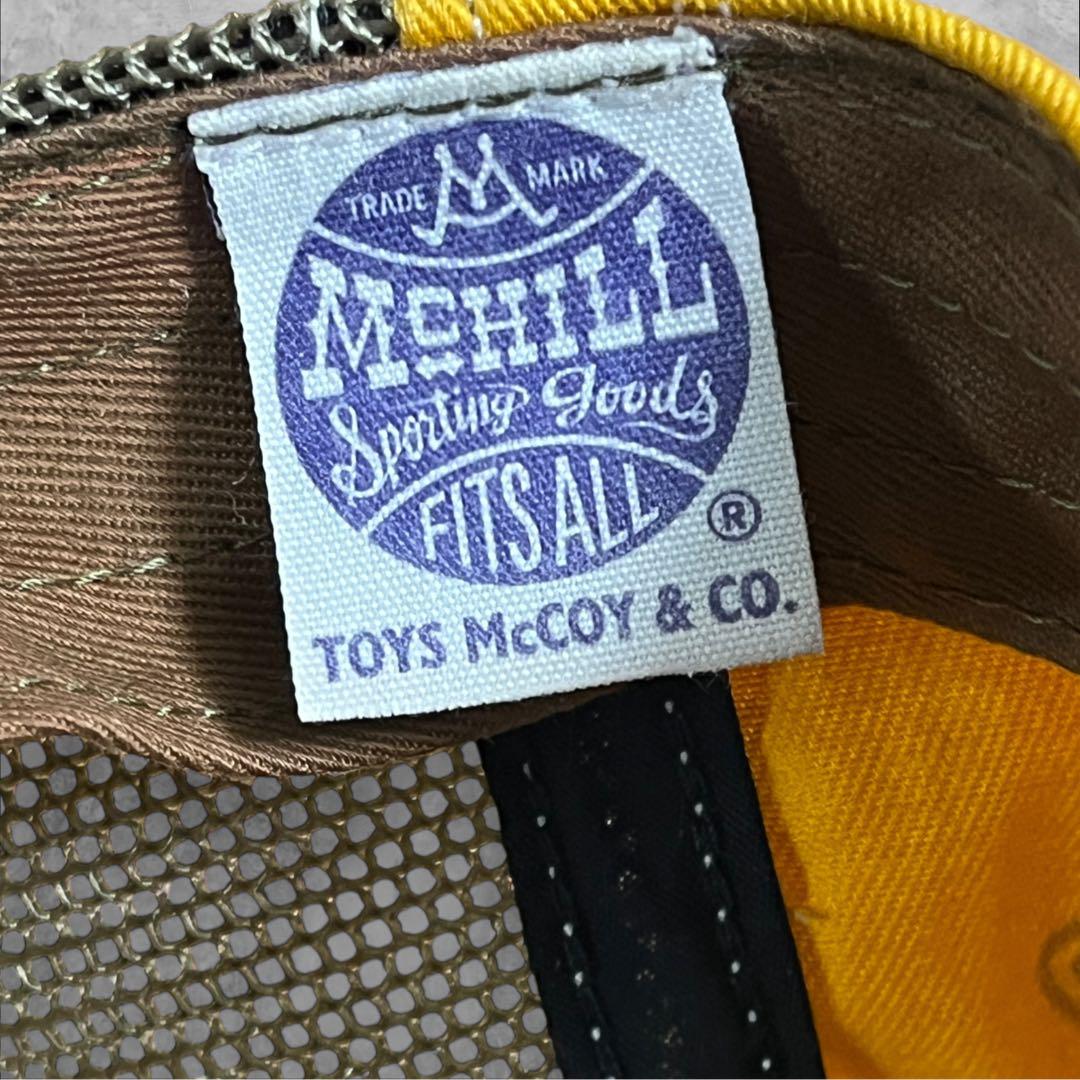 TRADE M MARK
McHILL
Sporting goods
FITS ALL
®
TOYS McCOY & CO.